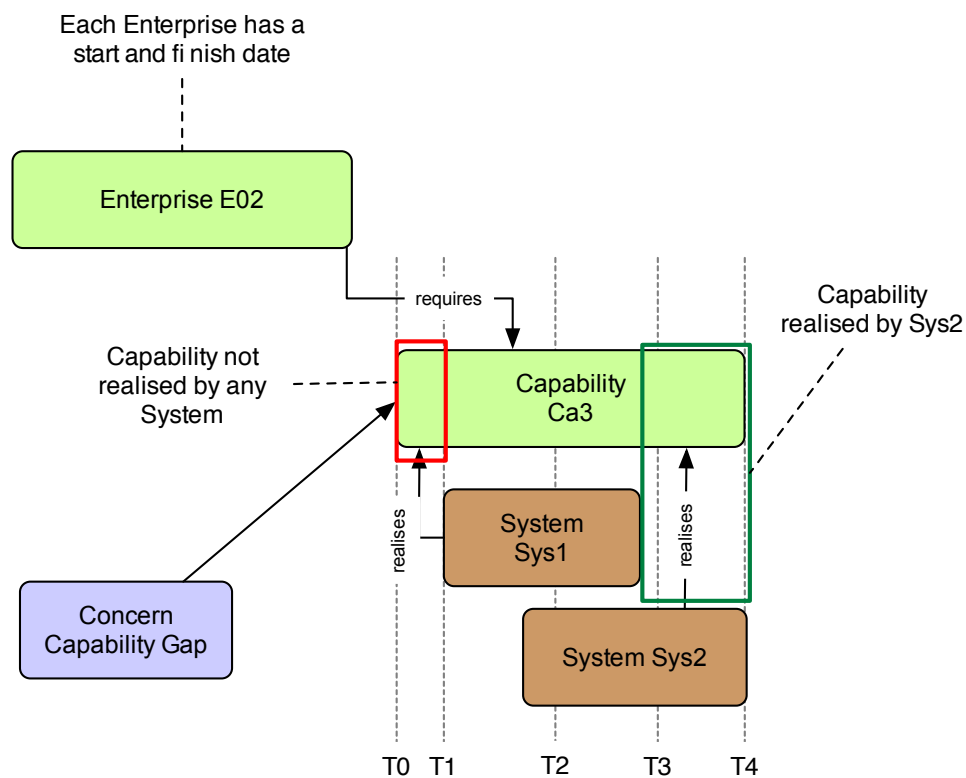 Each Enterprise has a
start and fi nish date
Enterprise E02
requires
Capability
realised by Sys2
Capability not
realised by any
System
Capability
Ca3
realises
System
Sys1
realises
Concern
Capability Gap
System Sys2
T0 T1 T2 T3 T4